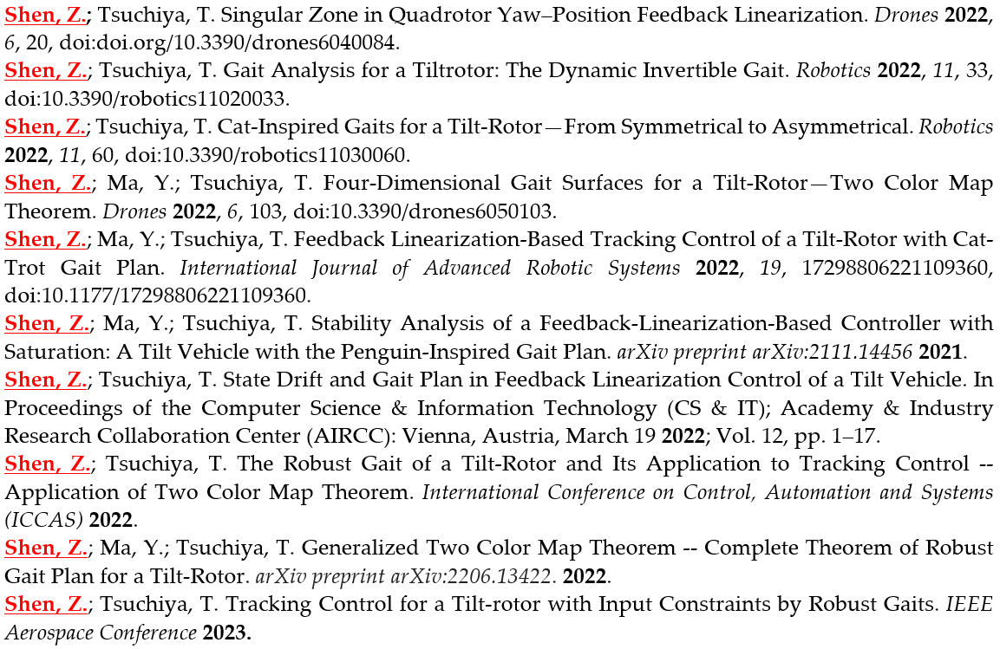 Shen, Z.; Tsuchiya, T. Singular Zone in Quadrotor Yaw–Position Feedback Linearization. Drones 2022,
6, 20, doi:doi.org/10.3390/drones6040084.
Shen, Z.; Tsuchiya, T. Gait Analysis for a Tiltrotor: The Dynamic Invertible Gait. Robotics 2022, 11, 33,
doi:10.3390/robotics11020033.
Shen, Z.; Tsuchiya, T. Cat-Inspired Gaits for a Tilt-Rotor—From Symmetrical to Asymmetrical. Robotics
2022, 11, 60, doi:10.3390/robotics11030060.
Shen, Z.; Ma, Y.; Tsuchiya, T. Four-Dimensional Gait Surfaces for a Tilt-Rotor—Two Color Map
Theorem. Drones 2022, 6, 103, doi:10.3390/drones6050103.
Shen, Z.; Ma, Y.; Tsuchiya, T. Feedback Linearization-Based Tracking Control of a Tilt-Rotor with Cat-
Trot Gait Plan. International Journal of Advanced Robotic Systems 2022, 19, 17298806221109360,
doi:10.1177/17298806221109360.
Shen, Z.; Ma, Y.; Tsuchiya, T. Stability Analysis of a Feedback-Linearization-Based Controller with
Saturation: A Tilt Vehicle with the Penguin-Inspired Gait Plan. arXiv preprint arXiv:2111.14456 2021.
Shen, Z.; Tsuchiya, T. State Drift and Gait Plan in Feedback Linearization Control of a Tilt Vehicle. In
Proceedings of the Computer Science & Information Technology (CS & IT); Academy & Industry
Research Collaboration Center (AIRCC): Vienna, Austria, March 19 2022; Vol. 12, pp. 1–17.
Shen, Z.; Tsuchiya, T. The Robust Gait of a Tilt-Rotor and Its Application to Tracking Control --
Application of Two Color Map Theorem. International Conference on Control, Automation and Systems
(ICCAS) 2022.
Shen, Z.; Ma, Y.; Tsuchiya, T. Generalized Two Color Map Theorem -- Complete Theorem of Robust
Gait Plan for a Tilt-Rotor. arXiv preprint arXiv:2206.13422. 2022.
Shen, Z.; Tsuchiya, T. Tracking Control for a Tilt-rotor with Input Constraints by Robust Gaits. IEEE
Aerospace Conference 2023.